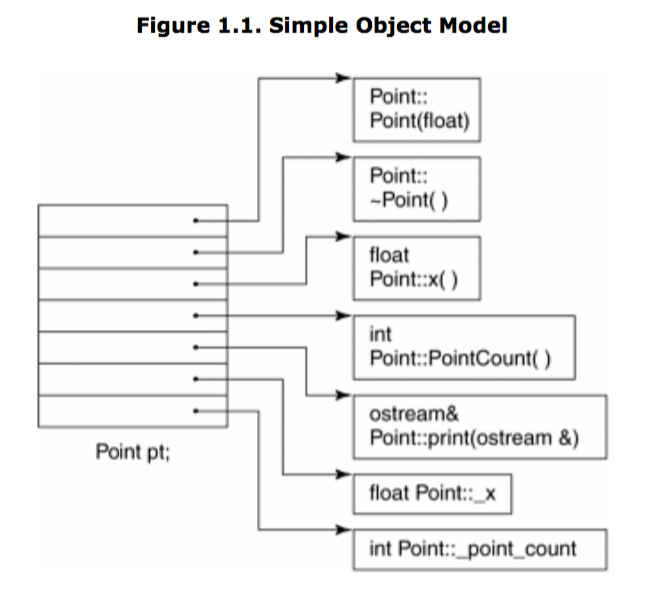 Figure 1.1. Simple Object Model
Point::
Point(float)
Point::
~Point( )
float
Point::x( )
int
Point::PointCount( )
ostream&
Point::print(ostream &)
float Point::_x
int Point::_point_count
Point pt;